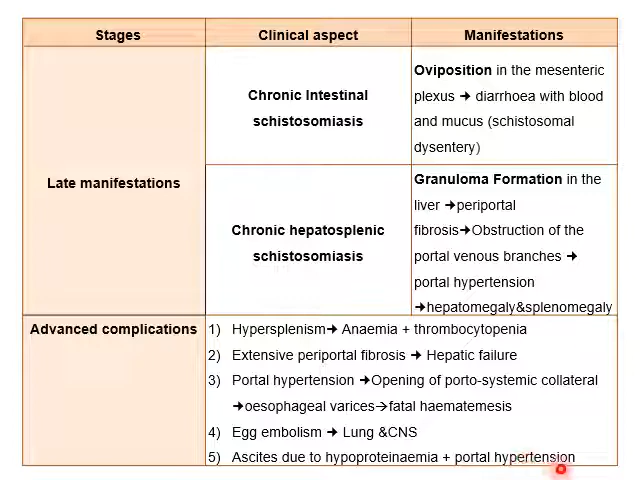 Stages Clinical aspect Manifestations
Late manifestations
Chronic Intestinal
schistosomiasis
Oviposition in the mesenteric
plexus → diarrhoea with blood
and mucus (schistosomal
dysentery)
Chronic hepatosplenic
schistosomiasis
Granuloma Formation in the
liver →periportal
fibrosis→Obstruction of the
portal venous branches →
portal hypertension
→hepatomegaly&splenomegaly
Advanced complications
1) Hypersplenism→ Anaemia + thrombocytopenia
2) Extensive periportal fibrosis → Hepatic failure
3) Portal hypertension →Opening of porto-systemic collateral
→oesophageal varices→fatal haematemesis
4) Egg embolism → Lung &CNS
5) Ascites due to hypoproteinaemia + portal hypertension